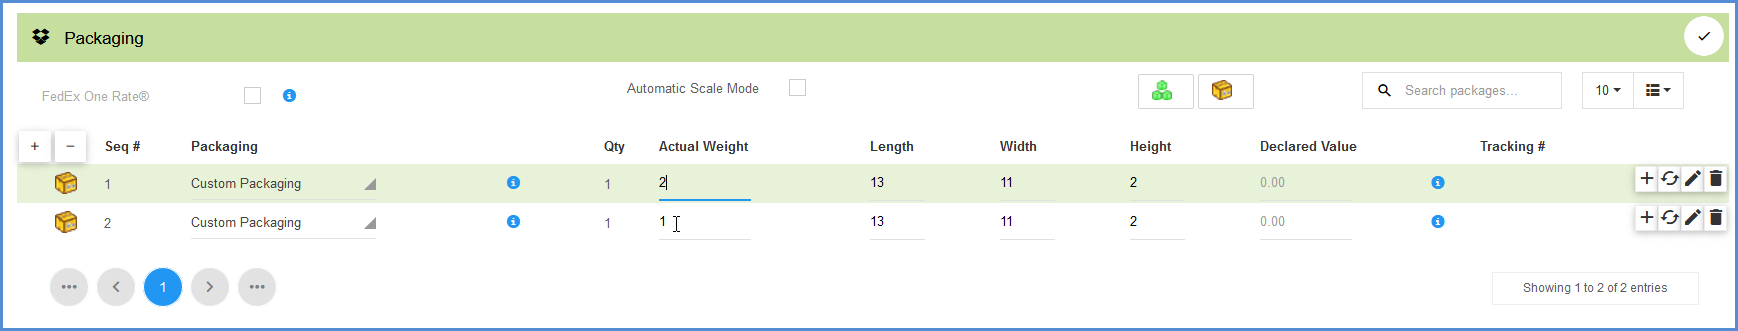 Packaging
FedEx One Rate®
Automatic Scale Mode
Search packages...
10
Seq # Packaging Qty Actual Weight Length Width Height Declared Value Tracking #
1 Custom Packaging 1 2 13 11 2 0.00
2 Custom Packaging 1 1 13 11 2 0.00
1
Showing 1 to 2 of 2 entries